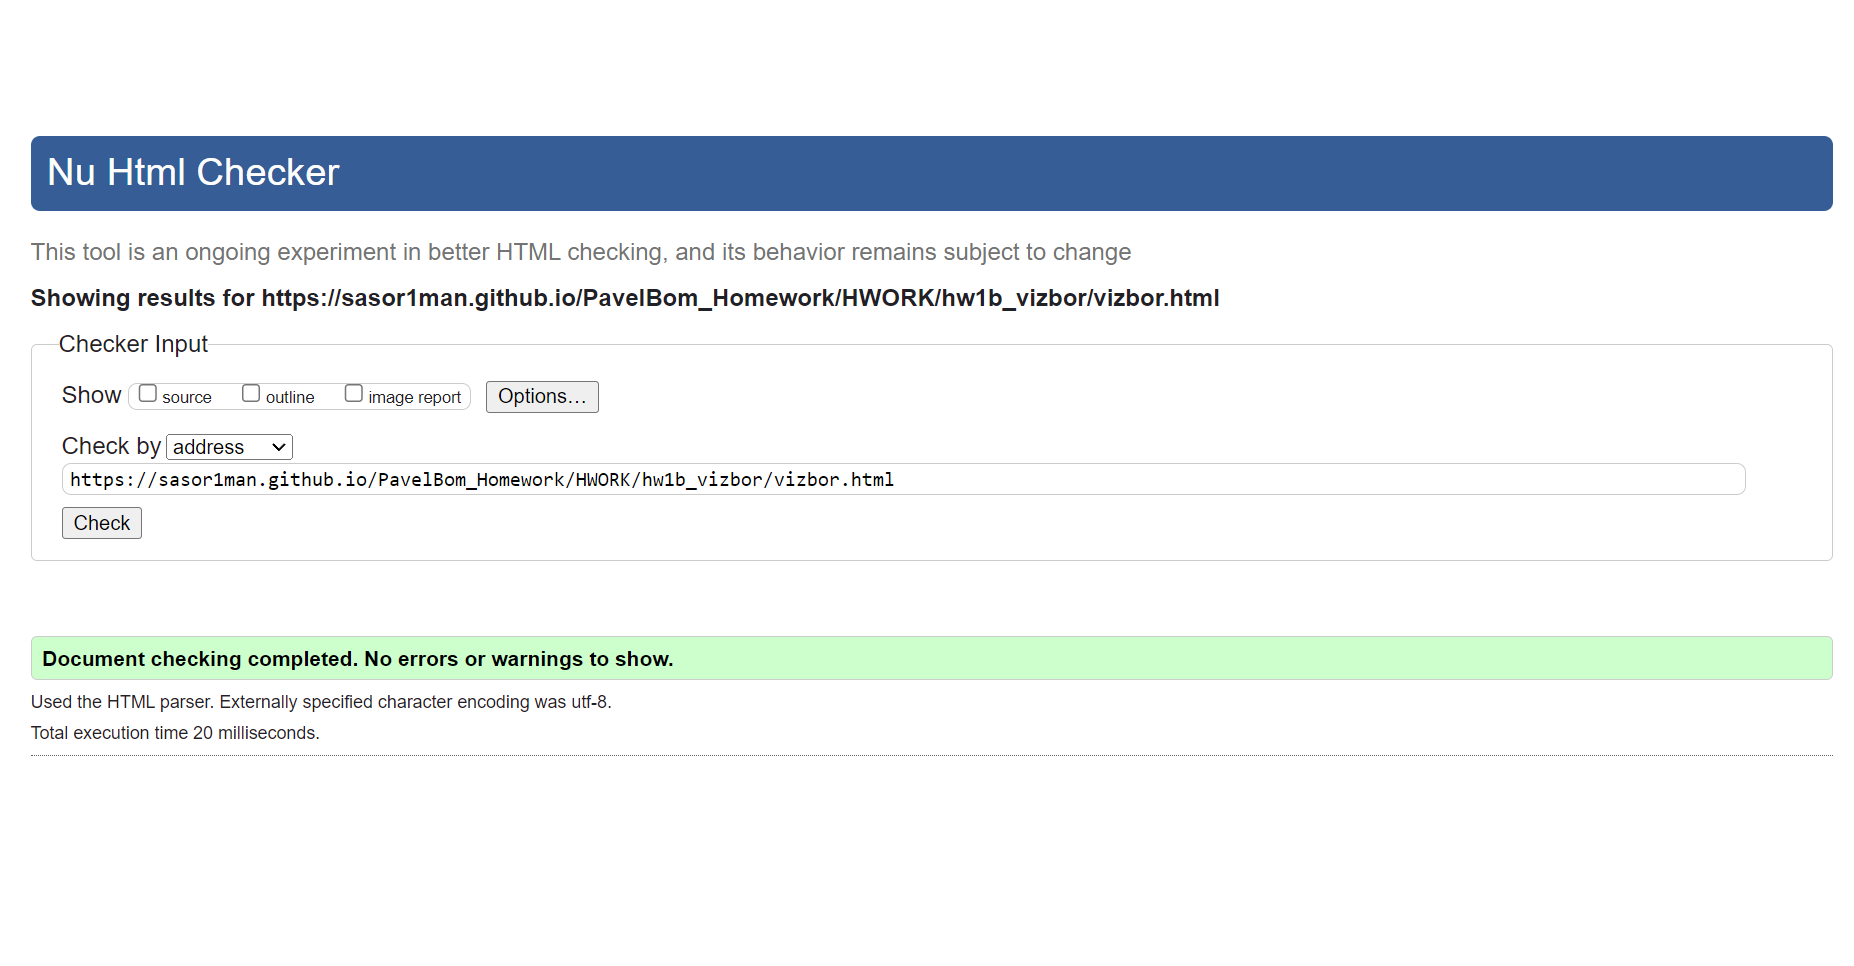 Nu Html Checker
This tool is an ongoing experiment in better HTML checking, and its behavior remains subject to change
Showing results for https://sasor1man.github.io/PavelBom_Homework/HWORK/hw1b_vizbor/vizbor.html
Checker Input
Show source outline image report Options…
Check by address
https://sasor1man.github.io/PavelBom_Homework/HWORK/hw1b_vizbor/vizbor.html
Check
Document checking completed. No errors or warnings to show.
Used the HTML parser. Externally specified character encoding was utf-8.
Total execution time 20 milliseconds.